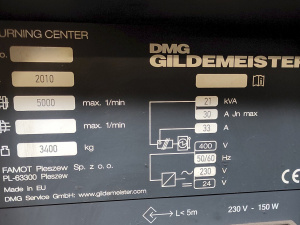 TURNING CENTER
DMG
GILDEMEISTER
o.
2010
5000 max. 1/min
max. 1/min
3400 kg
21 kVA
30 A Jn max
33 A
400 V
50/60 Hz
230 V
24 V
FAMOT Pleszew Sp. z o.o.
PL-63300 Pleszew
Made in EU
DMG Service GmbH: www.gildemeister.com
L< 5m 230 V - 150 W